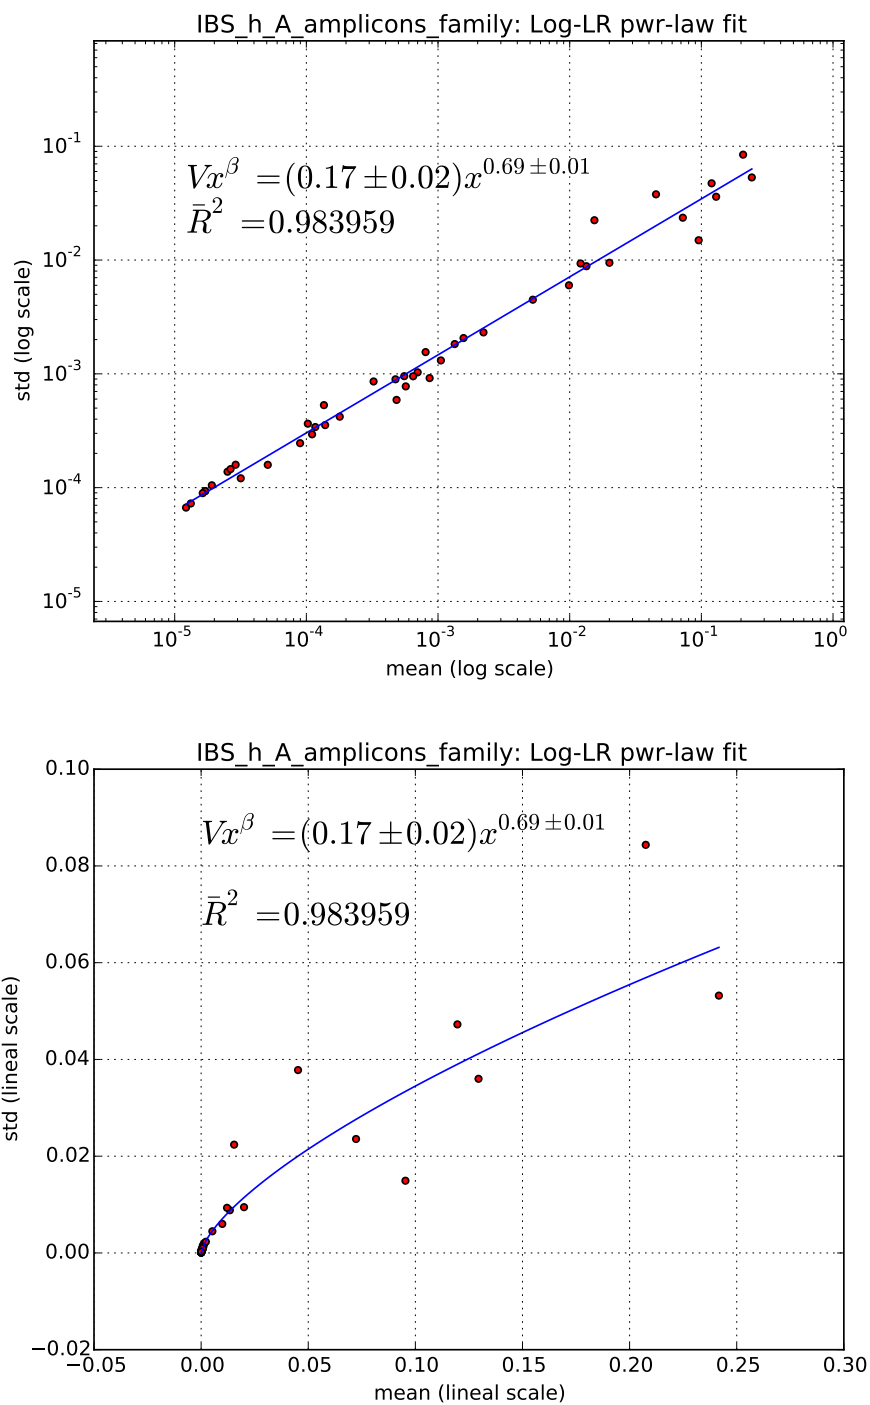 IBS_h_A_amplicons_family: Log-LR pwr-law fit
10⁻¹
10⁻²
10⁻³
10⁻⁴
10⁻⁵
std (log scale)
Vx^β =(0.17±0.02)x^0.69±0.01
R̄² =0.983959
10⁻⁵ 10⁻⁴ 10⁻³ 10⁻² 10⁻¹ 10⁰
mean (log scale)
IBS_h_A_amplicons_family: Log-LR pwr-law fit
0.10
0.08
0.06
0.04
0.02
0.00
−0.02
std (lineal scale)
Vx^β =(0.17±0.02)x^0.69±0.01
R̄² =0.983959
−0.05 0.00 0.05 0.10 0.15 0.20 0.25 0.30
mean (lineal scale)